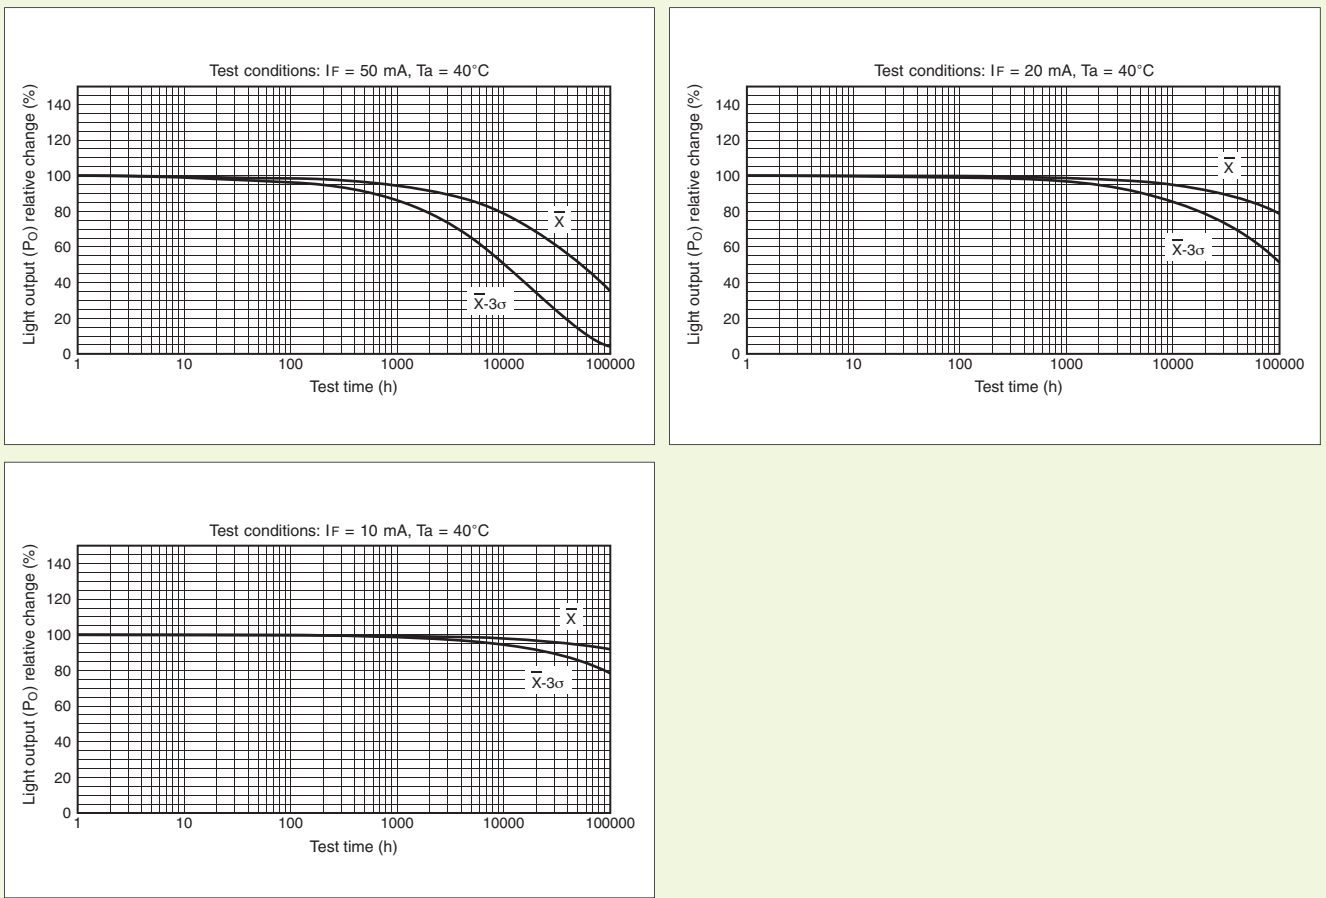 Test conditions: IF = 50 mA, Ta = 40°C
Light output (PO) relative change (%)
140
120
100
80
60
40
20
0
X̅
X̅-3σ
1 10 100 1000 10000 100000
Test time (h)
Test conditions: IF = 20 mA, Ta = 40°C
Light output (PO) relative change (%)
140
120
100
80
60
40
20
0
X̅
X̅-3σ
1 10 100 1000 10000 100000
Test time (h)
Test conditions: IF = 10 mA, Ta = 40°C
Light output (PO) relative change (%)
140
120
100
80
60
40
20
0
X̅
X̅-3σ
1 10 100 1000 10000 100000
Test time (h)